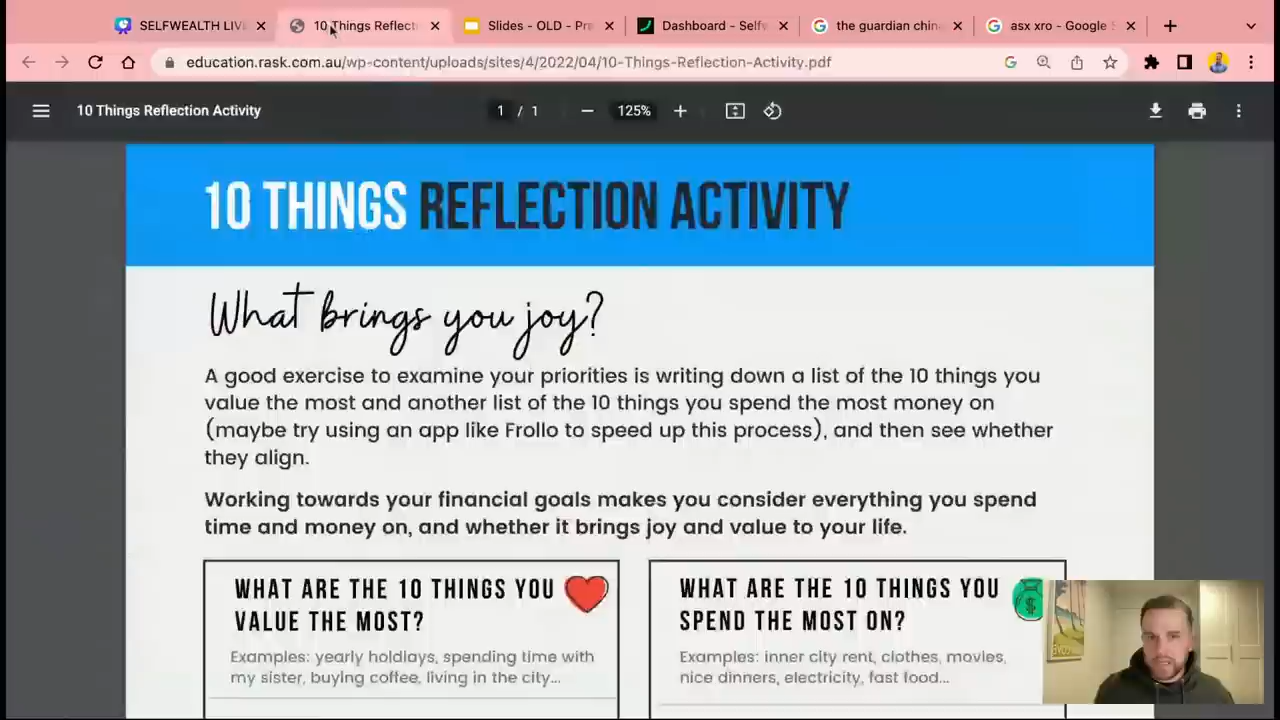 SELFWEALTH LIV
10 Things Reflect
Slides - OLD - Pre
Dashboard - Selfw
the guardian chin
asx xro - Google S
education.rask.com.au/wp-content/uploads/sites/4/2022/04/10-Things-Reflection-Activity.pdf
10 Things Reflection Activity
1 / 1
125%
10 THINGS REFLECTION ACTIVITY
What brings you joy?
A good exercise to examine your priorities is writing down a list of the 10 things you
value the most and another list of the 10 things you spend the most money on
(maybe try using an app like Frollo to speed up this process), and then see whether
they align.
Working towards your financial goals makes you consider everything you spend
time and money on, and whether it brings joy and value to your life.
WHAT ARE THE 10 THINGS YOU
VALUE THE MOST?
Examples: yearly holdiays, spending time with
my sister, buying coffee, living in the city...
WHAT ARE THE 10 THINGS YOU
SPEND THE MOST ON?
Examples: inner city rent, clothes, movies,
nice dinners, electricity, fast food...